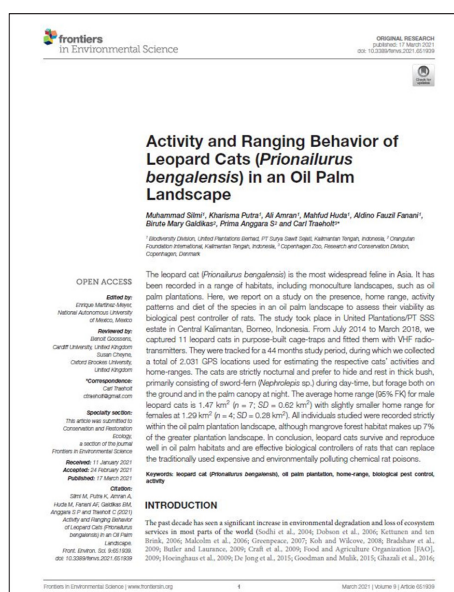 frontiers
in Environmental Science
ORIGINAL RESEARCH
published: 17 March 2021
doi: 10.3389/fenvs.2021.651939
Check for
updates
Activity and Ranging Behavior of
Leopard Cats (Prionailurus
bengalensis) in an Oil Palm
Landscape
Muhammad Silmi¹, Kharisma Putra¹, Ali Amran¹, Mahfud Huda¹, Aldino Fauzil Fanani¹,
Birute Mary Galdikas², Prima Anggara S² and Carl Traeholt³*
¹ Biodiversity Division, United Plantations Berhad, PT Surya Sawit Sejati, Kalimantan Tengah, Indonesia, ² Orangutan
Foundation International, Kalimantan Tengah, Indonesia, ³ Copenhagen Zoo, Research and Conservation Division,
Copenhagen, Denmark
OPEN ACCESS
Edited by:
Enrique Martínez-Meyer,
National Autonomous University
of Mexico, Mexico
Reviewed by:
Benoit Goossens,
Cardiff University, United Kingdom
Susan Cheyne,
Oxford Brookes University,
United Kingdom
*Correspondence:
Carl Traeholt
ctraeholt@gmail.com
Specialty section:
This article was submitted to
Conservation and Restoration
Ecology,
a section of the journal
Frontiers in Environmental Science
Received: 11 January 2021
Accepted: 24 February 2021
Published: 17 March 2021
Citation:
Silmi M, Putra K, Amran A,
Huda M, Fanani AF, Galdikas BM,
Anggara S P and Traeholt C (2021)
Activity and Ranging Behavior
of Leopard Cats (Prionailurus
bengalensis) in an Oil Palm
Landscape.
Front. Environ. Sci. 9:651939.
doi: 10.3389/fenvs.2021.651939
The leopard cat (Prionailurus bengalensis) is the most widespread feline in Asia. It has
been recorded in a range of habitats, including monoculture landscapes, such as oil
palm plantations. Here, we report on a study on the presence, home range, activity
patterns and diet of the species in an oil palm landscape to assess their viability as
biological pest controller of rats. The study took place in United Plantations/PT SSS
estate in Central Kalimantan, Borneo, Indonesia. From July 2014 to March 2018, we
captured 11 leopard cats in purpose-built cage-traps and fitted them with VHF radio-
transmitters. They were tracked for a 44 months study period, during which we collected
a total of 2.031 GPS locations used for estimating the respective cats' activities and
home-ranges. The cats are strictly nocturnal and prefer to hide and rest in thick bush,
primarily consisting of sword-fern (Nephrolepis sp.) during day-time, but forage both on
the ground and in the palm canopy at night. The average home range (95% FK) for male
leopard cats is 1.47 km² (n = 7; SD = 0.62 km²) with slightly smaller home range for
females at 1.29 km² (n = 4; SD = 0.28 km²). All individuals studied were recorded strictly
within the oil palm plantation landscape, although mangrove forest habitat makes up 7%
of the greater plantation landscape. In conclusion, leopard cats survive and reproduce
well in oil palm habitats and are effective biological controllers of rats that can replace
the traditionally used expensive and environmentally polluting chemical rat poisons.
Keywords: leopard cat (Prionailurus bengalensis), oil palm plantation, home-range, biological pest control,
activity
INTRODUCTION
The past decade has seen a significant increase in environmental degradation and loss of ecosystem
services in most parts of the world (Sodhi et al., 2004; Dobson et al., 2006; Kettunen and ten
Brink, 2006; Malcolm et al., 2006; Greenpeace, 2007; Koh and Wilcove, 2008; Bradshaw et al.,
2009; Butler and Laurance, 2009; Craft et al., 2009; Food and Agriculture Organization [FAO],
2009; Hoeinghaus et al., 2009; De Jong et al., 2015; Goodman and Mulik, 2015; Ghazali et al., 2016;
Frontiers in Environmental Science | www.frontiersin.org
1
March 2021 | Volume 9 | Article 651939